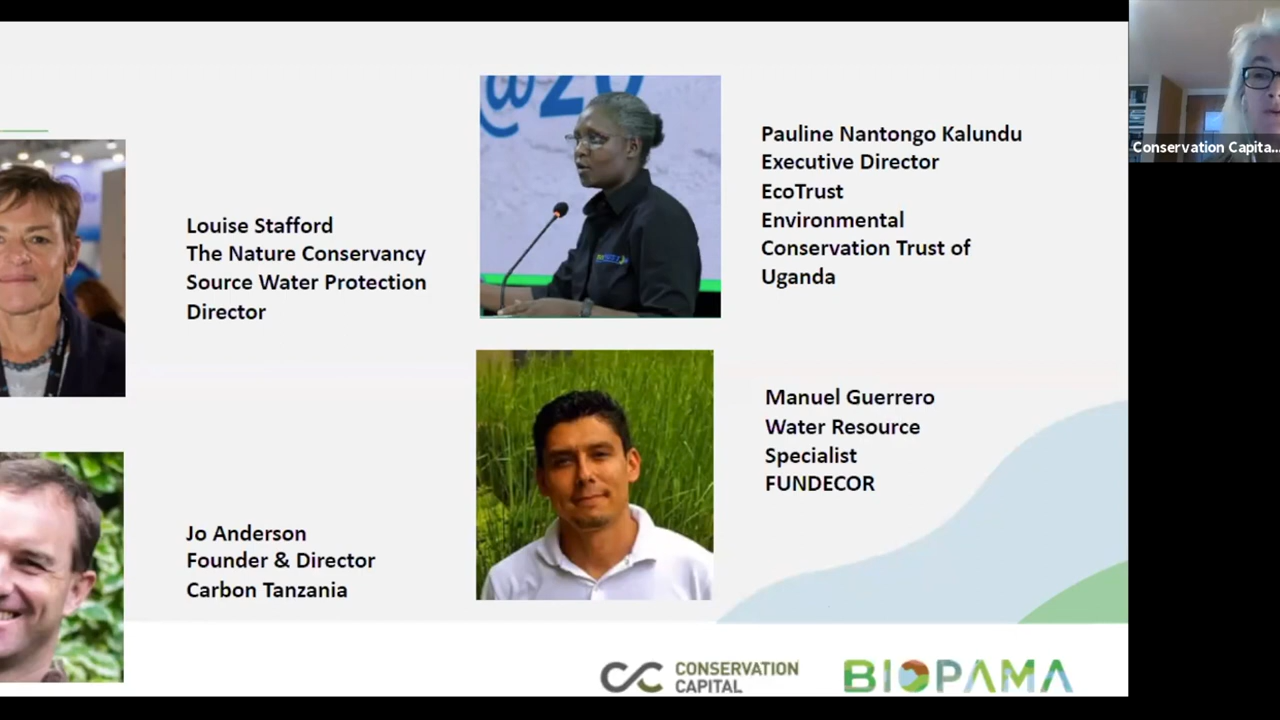 @20
Louise Stafford
The Nature Conservancy
Source Water Protection
Director
Pauline Nantongo Kalundu
Executive Director
EcoTrust
Environmental
Conservation Trust of
Uganda
Conservation Capita...
Jo Anderson
Founder & Director
Carbon Tanzania
Manuel Guerrero
Water Resource
Specialist
FUNDECOR
CONSERVATION
CAPITAL
BIOPAMA